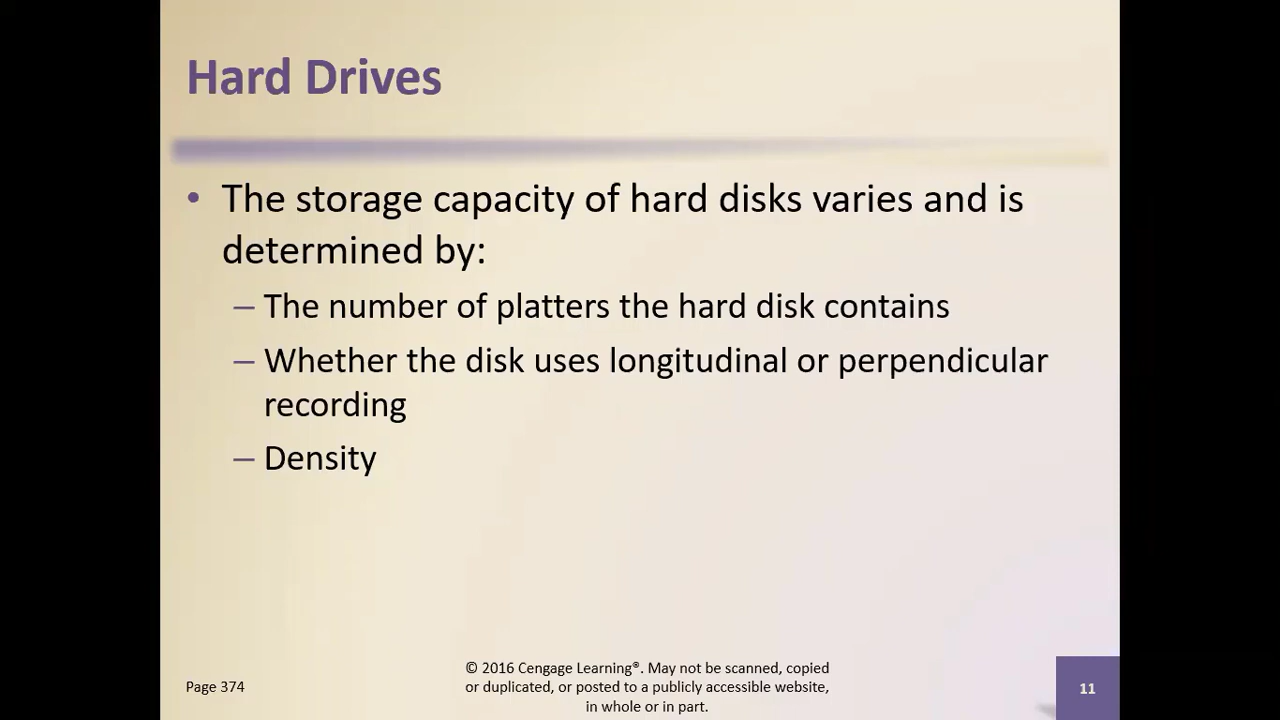 Hard Drives
• The storage capacity of hard disks varies and is
determined by:
– The number of platters the hard disk contains
– Whether the disk uses longitudinal or perpendicular
recording
– Density
Page 374
© 2016 Cengage Learning®. May not be scanned, copied
or duplicated, or posted to a publicly accessible website,
in whole or in part.
11